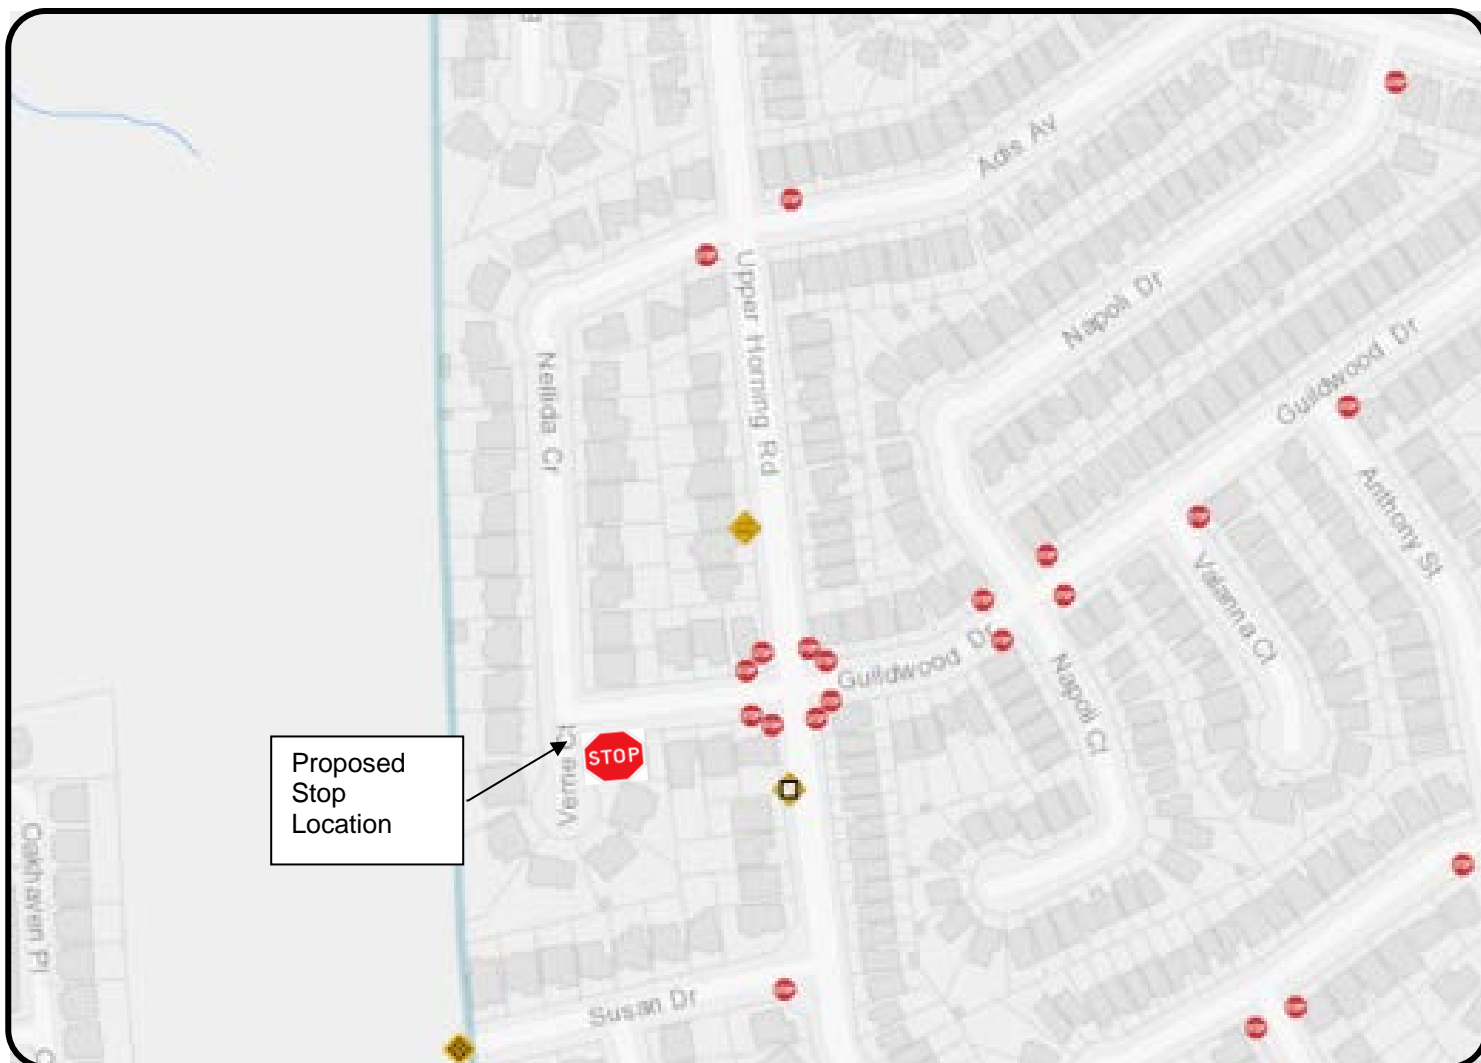 Adis Av
Upper Horning Rd
Napoli Dr
Guildwood Dr
Nellida Cr
Anthony St
Valanna Ct
Guildwood Dr
Napoli Ct
STOP
Proposed
Stop
Location
Oakhaven Pl
Susan Dr